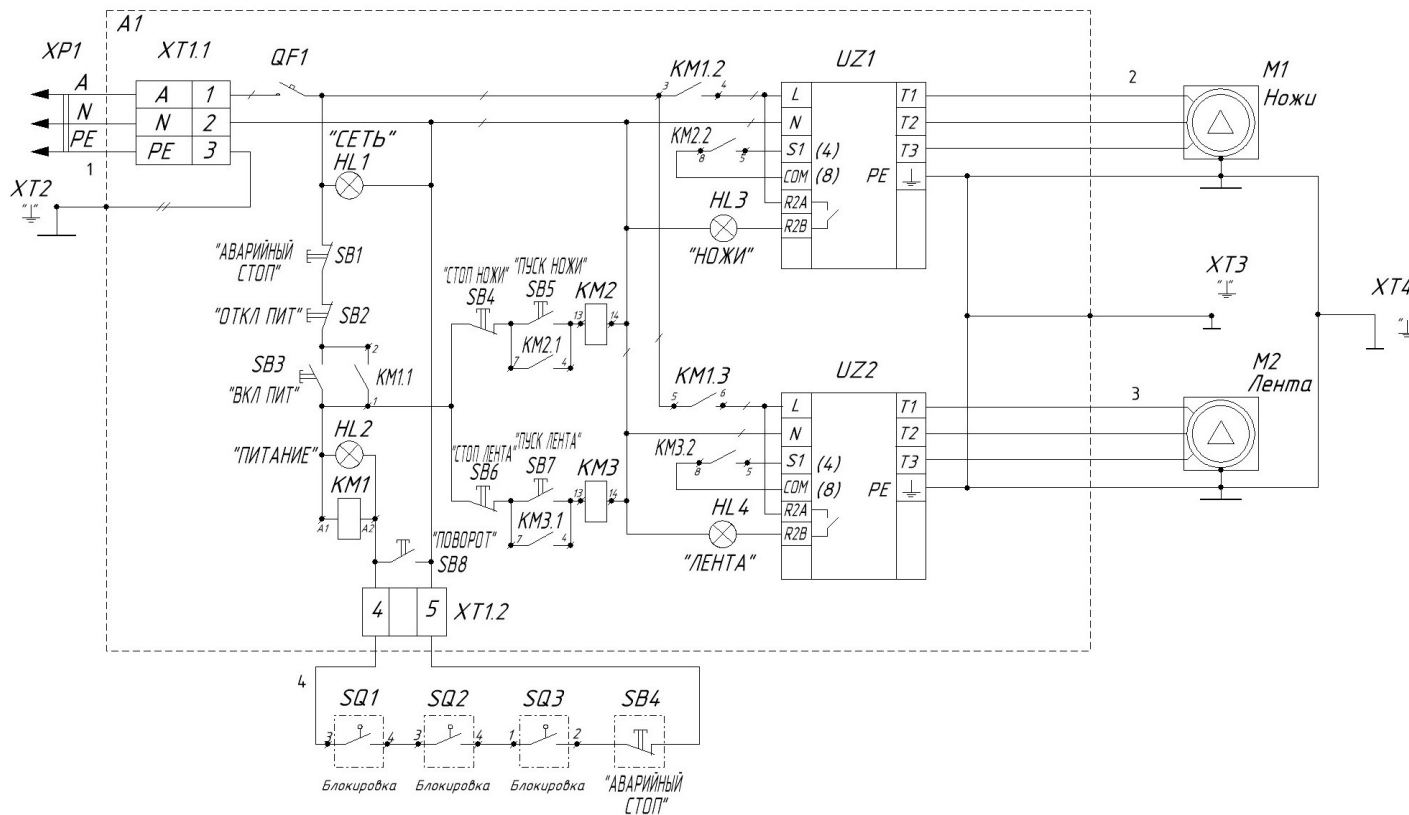 A1
XP1
XT1.1
QF1
A
N
PE
1
A 1
N 2
PE 3
XT2
"СЕТЬ"
HL1
"АВАРИЙНЫЙ
СТОП"
SB1
"ОТКЛ ПИТ"
SB2
SB3
"ВКЛ ПИТ"
2
KM1.1
1
HL2
"ПИТАНИЕ"
KM1
A1
A2
"ПОВОРОТ"
SB8
4 5
XT1.2
"СТОП НОЖИ"
SB4
"ПУСК НОЖИ"
SB5
KM2
13
14
KM2.1
7
4
"СТОП ЛЕНТА"
SB6
"ПУСК ЛЕНТА"
SB7
KM3
13
14
KM3.1
7
4
KM1.2
3
4
KM2.2
8
5
HL3
"НОЖИ"
UZ1
L
N
S1 (4)
COM (8)
R2A
R2B
T1
T2
T3
PE
2
M1
Ножи
XT3
XT4
KM1.3
5
6
KM3.2
8
5
HL4
"ЛЕНТА"
UZ2
L
N
S1 (4)
COM (8)
R2A
R2B
T1
T2
T3
PE
3
M2
Лента
4
SQ1
3
4
Блокировка
SQ2
3
4
Блокировка
SQ3
1
2
Блокировка
SB4
"АВАРИЙНЫЙ
СТОП"